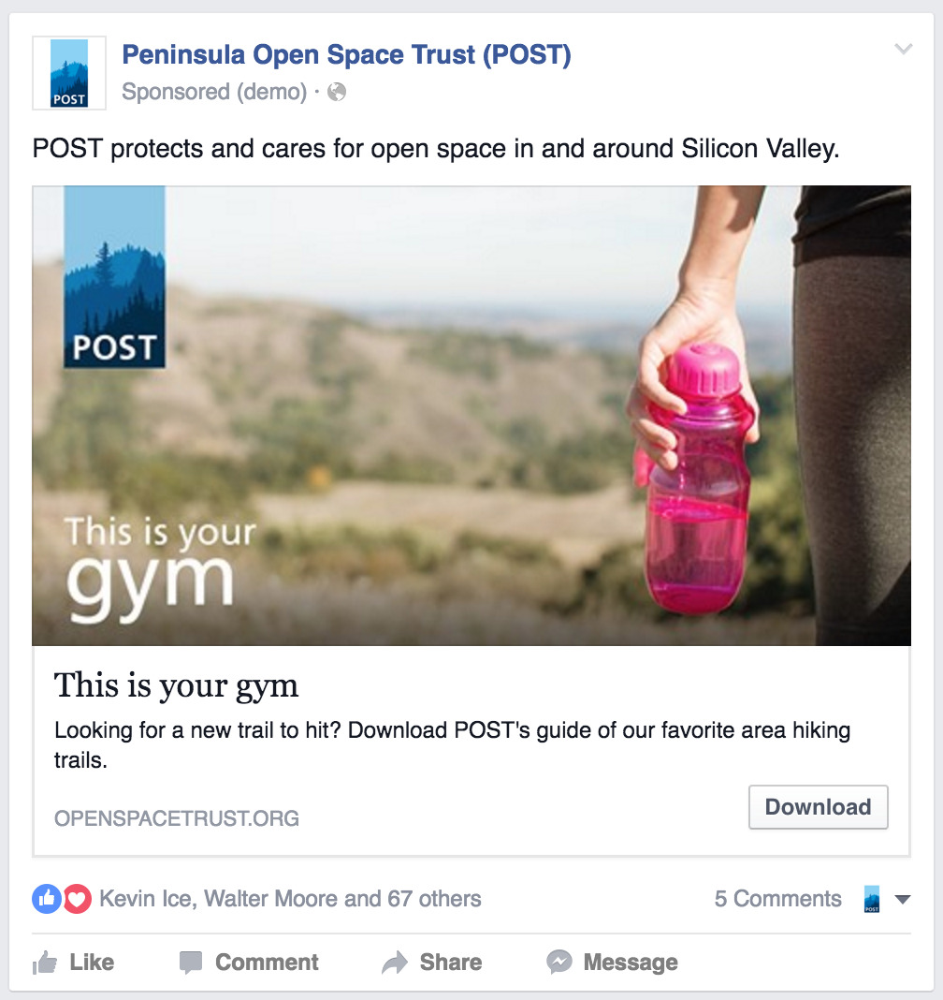 Peninsula Open Space Trust (POST)
POST
Sponsored (demo) ·
POST protects and cares for open space in and around Silicon Valley.
POST
This is your
gym
This is your gym
Looking for a new trail to hit? Download POST's guide of our favorite area hiking
trails.
OPENSPACETRUST.ORG
Download
Kevin Ice, Walter Moore and 67 others
5 Comments
POST
Like
Comment
Share
Message